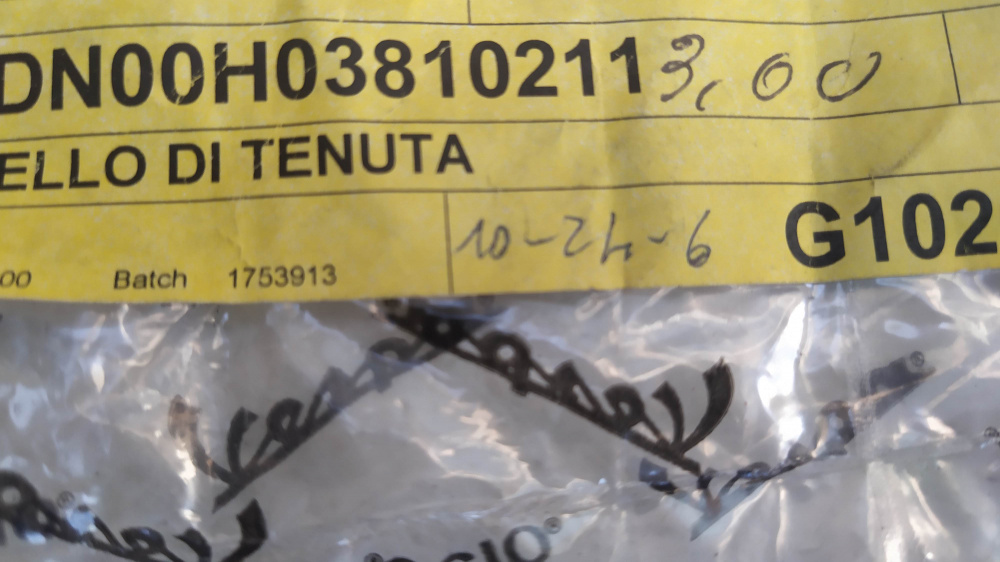 DN00H03810211 3,00
ELLO DI TENUTA
10-24-6 G102
00 Batch 1753913